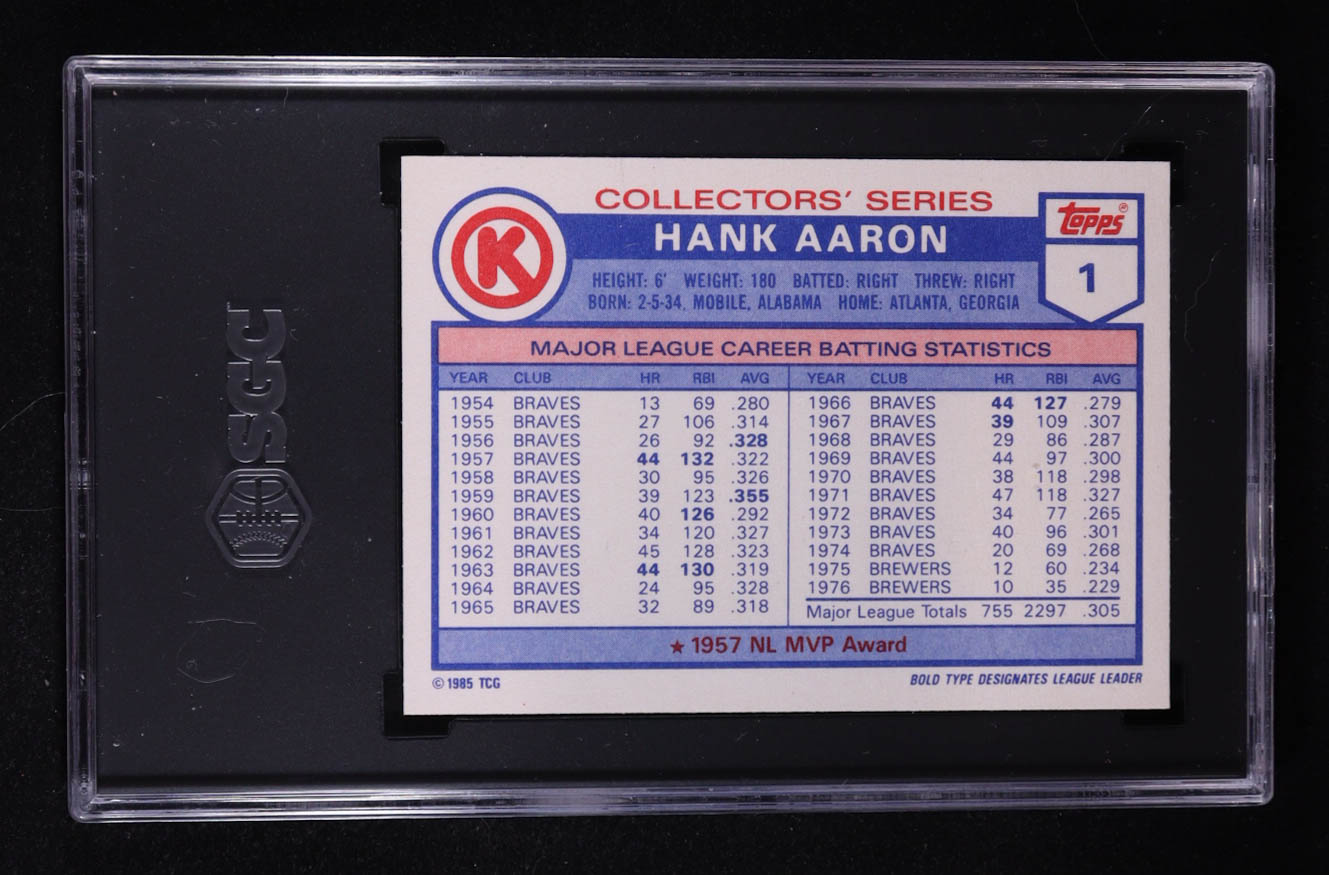 SGC
K
COLLECTORS' SERIES
HANK AARON
topps®
1
HEIGHT: 6' WEIGHT: 180 BATTED: RIGHT THREW: RIGHT
BORN: 2-5-34, MOBILE, ALABAMA HOME: ATLANTA, GEORGIA
MAJOR LEAGUE CAREER BATTING STATISTICS
YEAR CLUB HR RBI AVG
1954 BRAVES 13 69 .280
1955 BRAVES 27 106 .314
1956 BRAVES 26 92 .328
1957 BRAVES 44 132 .322
1958 BRAVES 30 95 .326
1959 BRAVES 39 123 .355
1960 BRAVES 40 126 .292
1961 BRAVES 34 120 .327
1962 BRAVES 45 128 .323
1963 BRAVES 44 130 .319
1964 BRAVES 24 95 .328
1965 BRAVES 32 89 .318
YEAR CLUB HR RBI AVG
1966 BRAVES 44 127 .279
1967 BRAVES 39 109 .307
1968 BRAVES 29 86 .287
1969 BRAVES 44 97 .300
1970 BRAVES 38 118 .298
1971 BRAVES 47 118 .327
1972 BRAVES 34 77 .265
1973 BRAVES 40 96 .301
1974 BRAVES 20 69 .268
1975 BREWERS 12 60 .234
1976 BREWERS 10 35 .229
Major League Totals 755 2297 .305
★ 1957 NL MVP Award
© 1985 TCG
BOLD TYPE DESIGNATES LEAGUE LEADER